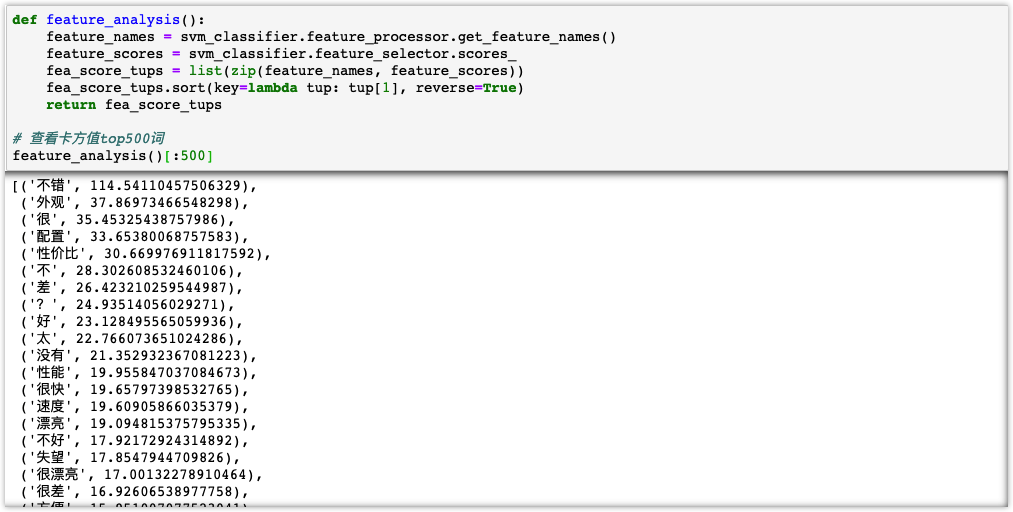 def feature_analysis():
    feature_names = svm_classifier.feature_processor.get_feature_names()
    feature_scores = svm_classifier.feature_selector.scores_
    fea_score_tups = list(zip(feature_names, feature_scores))
    fea_score_tups.sort(key=lambda tup: tup[1], reverse=True)
    return fea_score_tups
# 查看卡方值top500词
feature_analysis()[:500]
[('不错', 114.54110457506329),
 ('外观', 37.86973466548298),
 ('很', 35.45325438757986),
 ('配置', 33.65380068757583),
 ('性价比', 30.669976911817592),
 ('不', 28.302608532460106),
 ('差', 26.423210259544987),
 ('？', 24.93514056029271),
 ('好', 23.128495565059936),
 ('太', 22.766073651024286),
 ('没有', 21.352932367081223),
 ('性能', 19.955847037084673),
 ('很快', 19.65797398532765),
 ('速度', 19.60905866035379),
 ('漂亮', 19.094815375795335),
 ('不好', 17.92172924314892),
 ('失望', 17.8547944709826),
 ('很漂亮', 17.00132278910464),
 ('很差', 16.92606538977758),